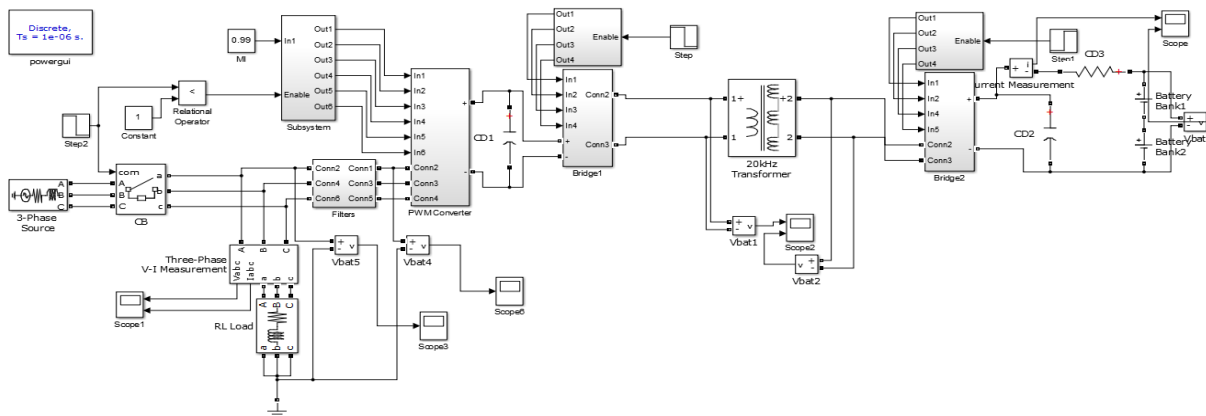 Discrete,
Ts = 1e-06 s.
powergui
0.99
MI
In1
Enable
Out1
Out2
Out3
Out4
Out5
Out6
Subsystem
<
Relational
Operator
1
Constant
Step2
In1
In2
In3
In4
In5
In6
Conn2
Conn3
Conn4
+
-
PWM Converter
CD1
Out1
Out2
Out3
Out4
Enable
Step
In1
In2
In3
In4
+
-
Conn2
Conn3
Bridge1
1+
1
+2
2
20kHz
Transformer
Out1
Out2
Out3
Out4
Enable
Step1
In1
In2
In3
In4
Conn2
Conn3
+
-
Bridge2
+
-
i
urrent Measurement
CD3
CD2
Scope
Battery
Bank1
Battery
Bank2
+
-
v
Vbat
A
B
C
3-Phase
Source
com
A
B
C
a
b
c
CB
Conn2
Conn4
Conn6
Conn1
Conn3
Conn5
Filters
Three-Phase
V-I Measurement
A
B
C
Vabc
Iabc
a
b
c
Scope1
RL Load
A
B
C
a
b
c
+
-
v
Vbat5
+
-
v
Vbat4
Scope3
Scope6
+
-
v
Vbat1
Scope2
+
-
v
Vbat2